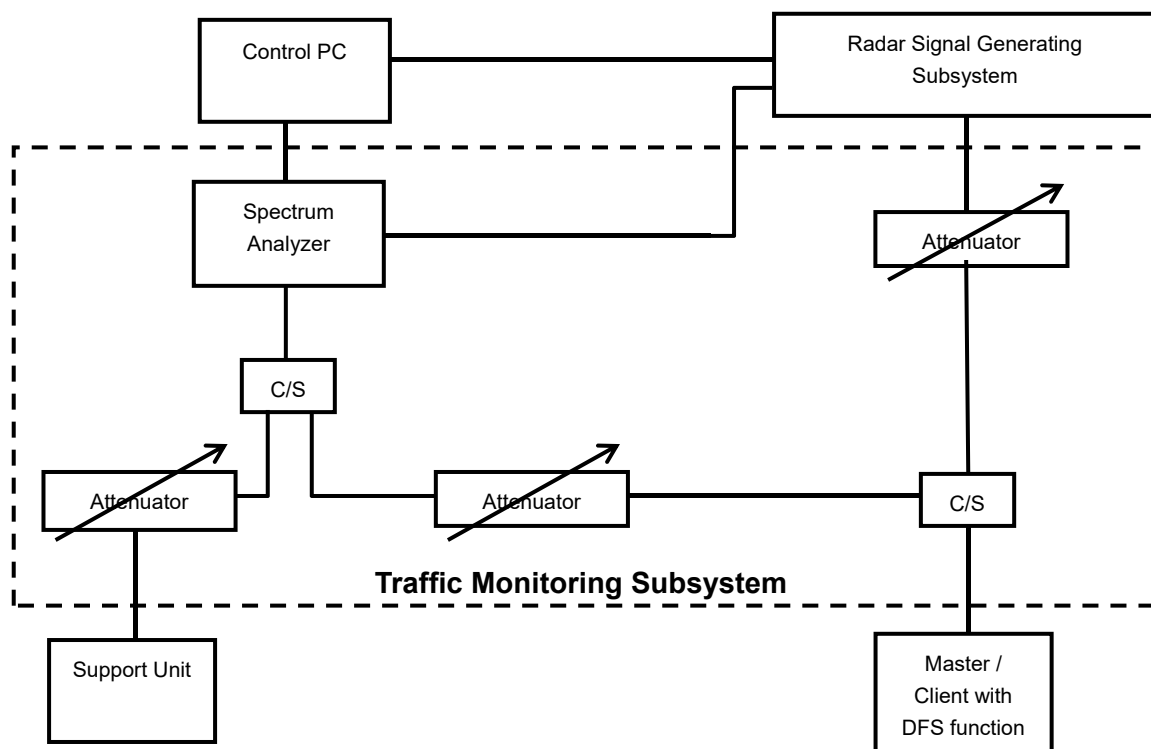 Control PC
Radar Signal Generating
Subsystem
Spectrum
Analyzer
Attenuator
C/S
Attenuator
Attenuator
C/S
Traffic Monitoring Subsystem
Support Unit
Master /
Client with
DFS function